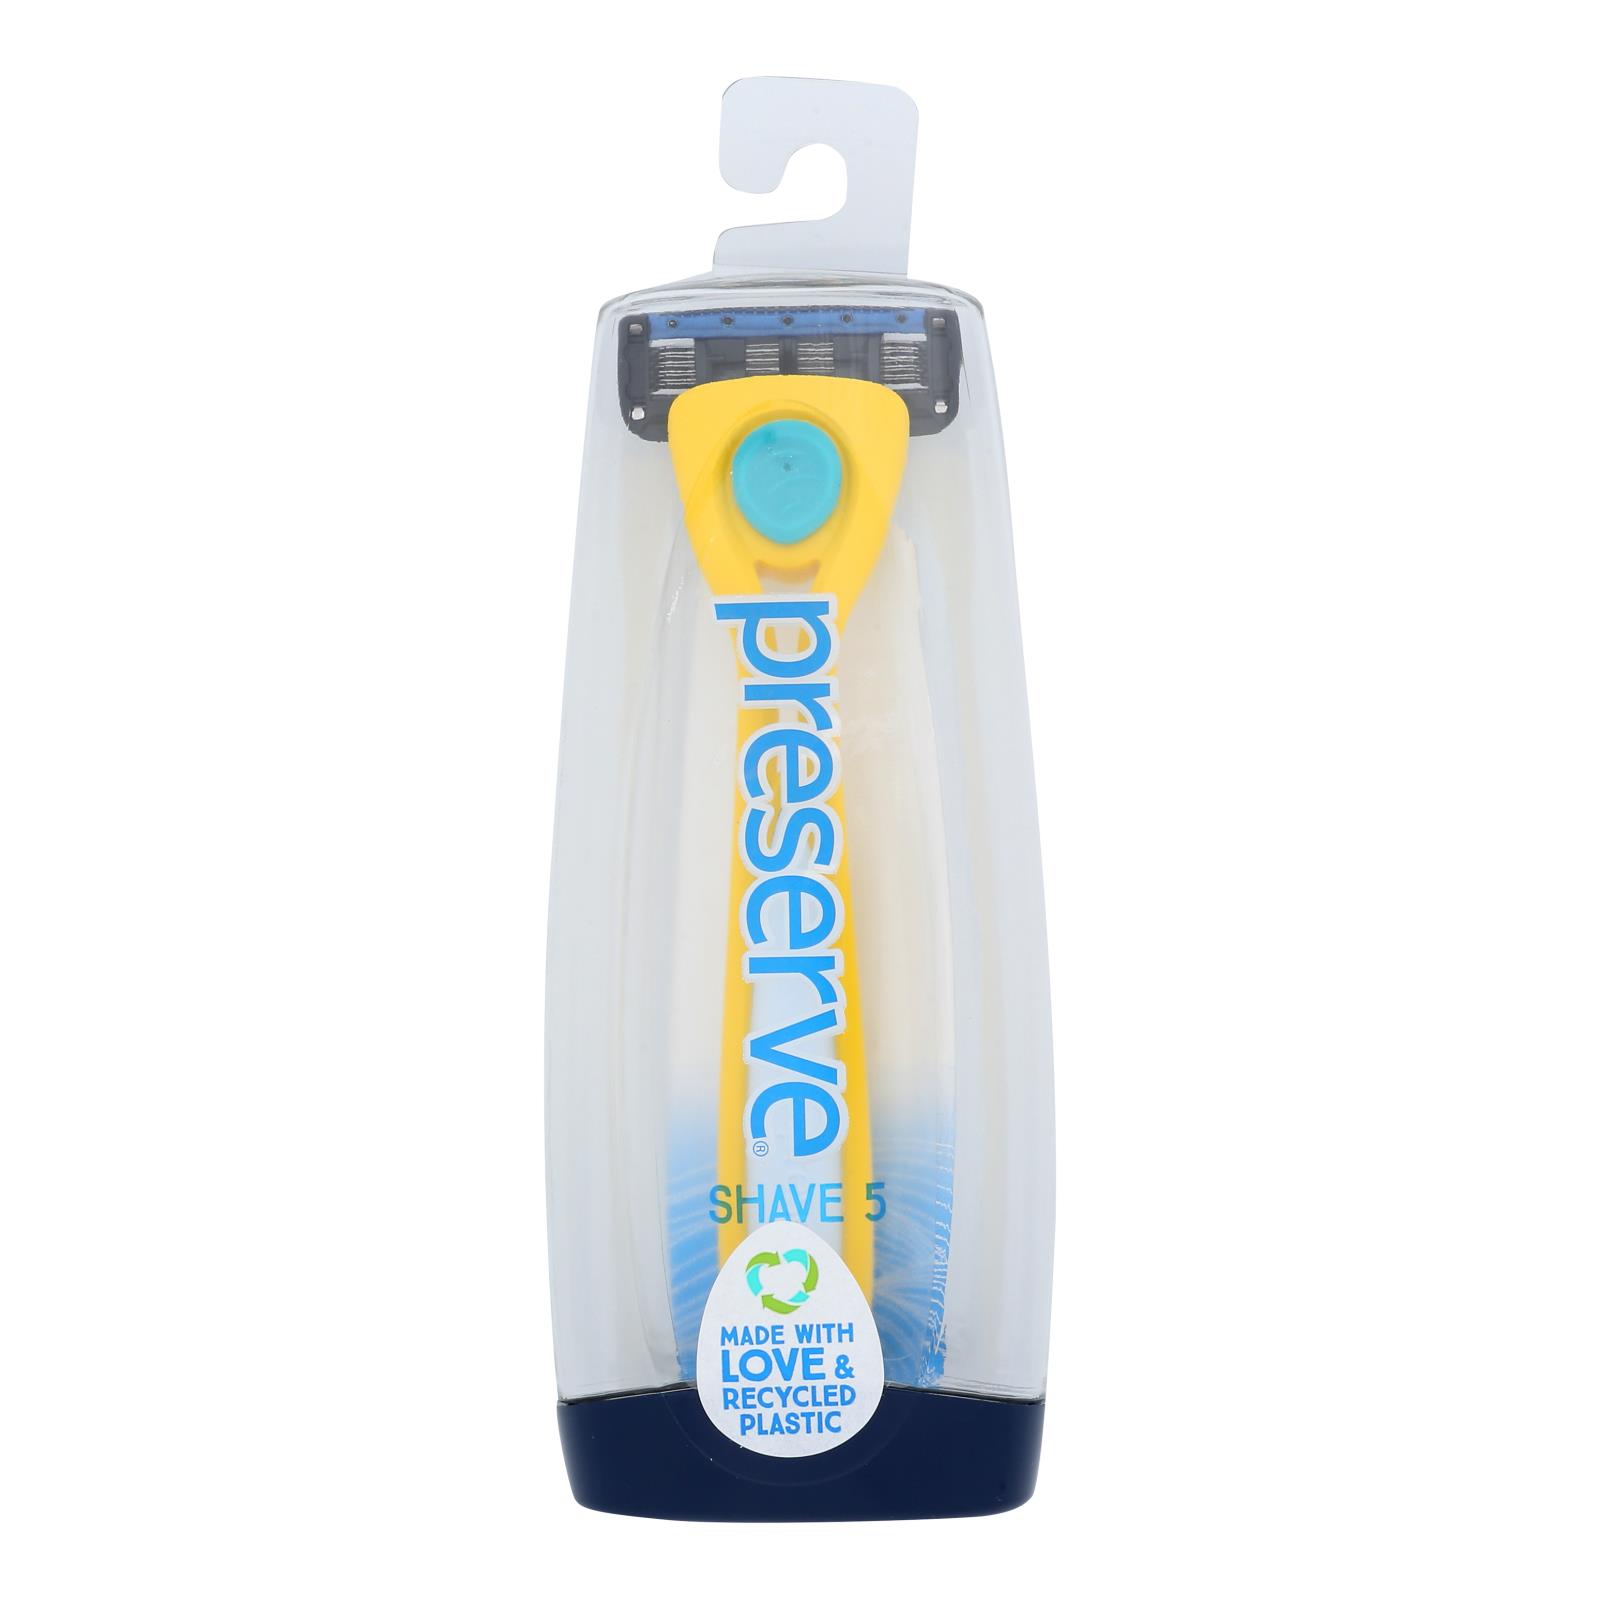 preserve®
SHAVE 5
MADE WITH
LOVE &
RECYCLED
PLASTIC